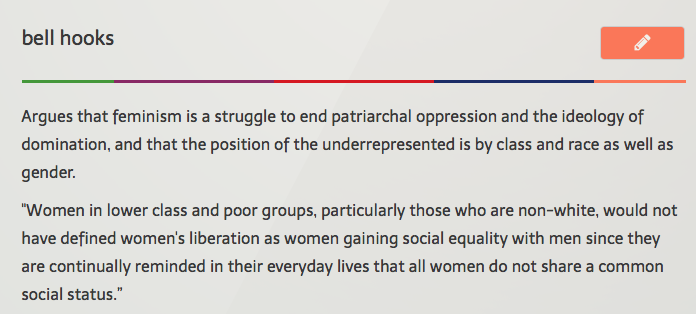 bell hooks
Argues that feminism is a struggle to end patriarchal oppression and the ideology of
domination, and that the position of the underrepresented is by class and race as well as
gender.
"Women in lower class and poor groups, particularly those who are non-white, would not
have defined women's liberation as women gaining social equality with men since they
are continually reminded in their everyday lives that all women do not share a common
social status."